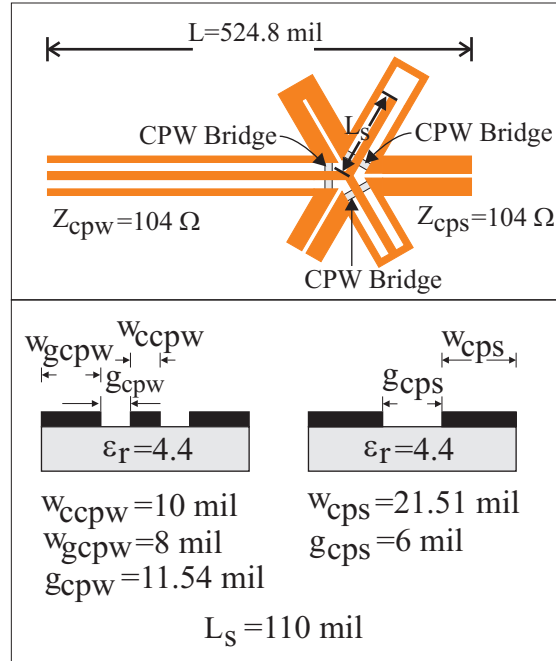 L=524.8 mil
CPW Bridge
Ls
CPW Bridge
Zcpw=104 Ω
Zcps=104 Ω
CPW Bridge
wgcpw
wccpw
gcpw
wcps
gcps
εr=4.4
εr=4.4
wccpw=10 mil
wgcpw=8 mil
gcpw=11.54 mil
wcps=21.51 mil
gcps=6 mil
Ls=110 mil